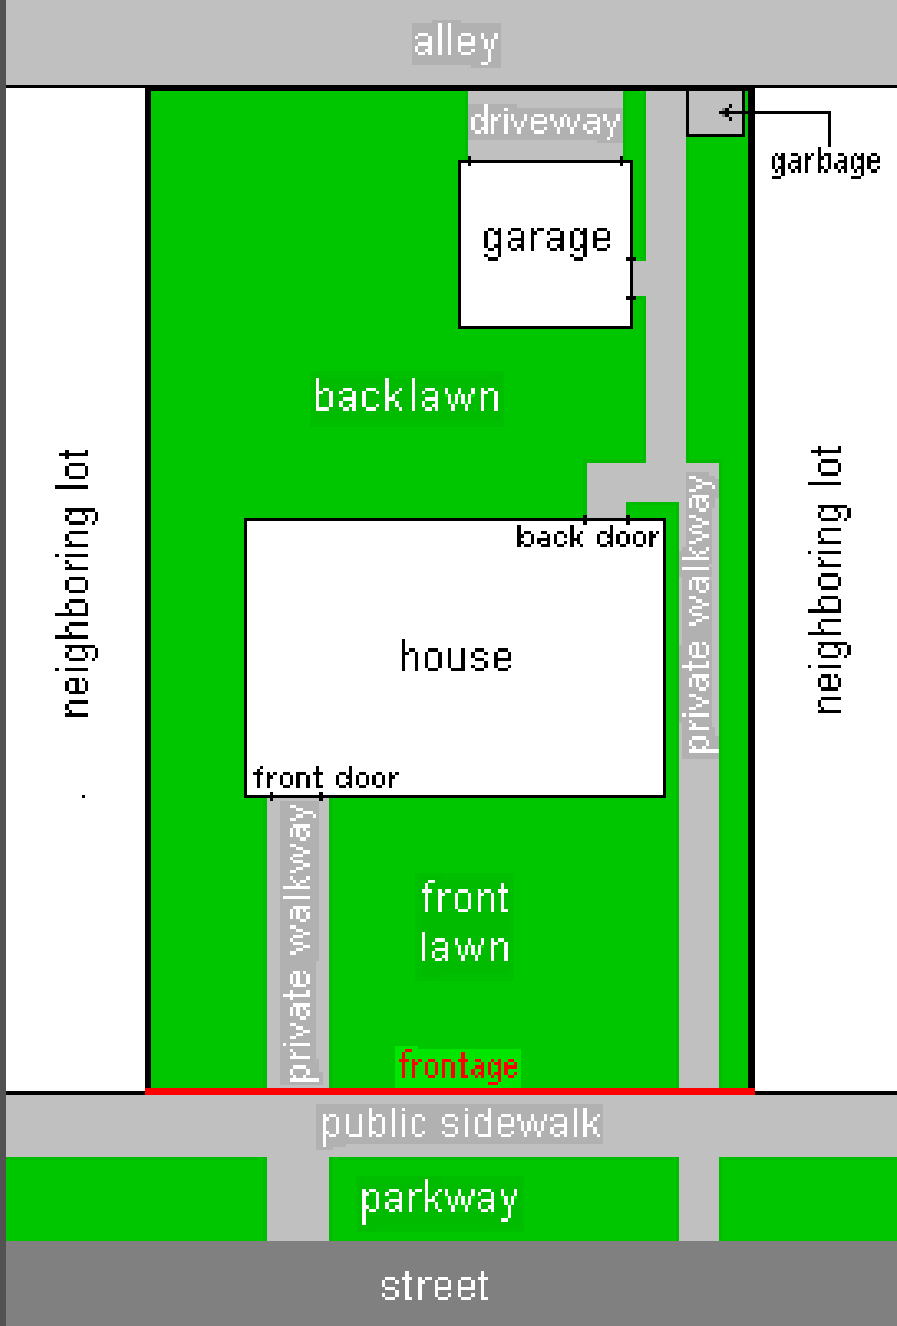 alley
driveway
garbage
garage
backlawn
neighboring lot
neighboring lot
back door
private walkway
house
front door
private walkway
front
lawn
frontage
public sidewalk
parkway
street